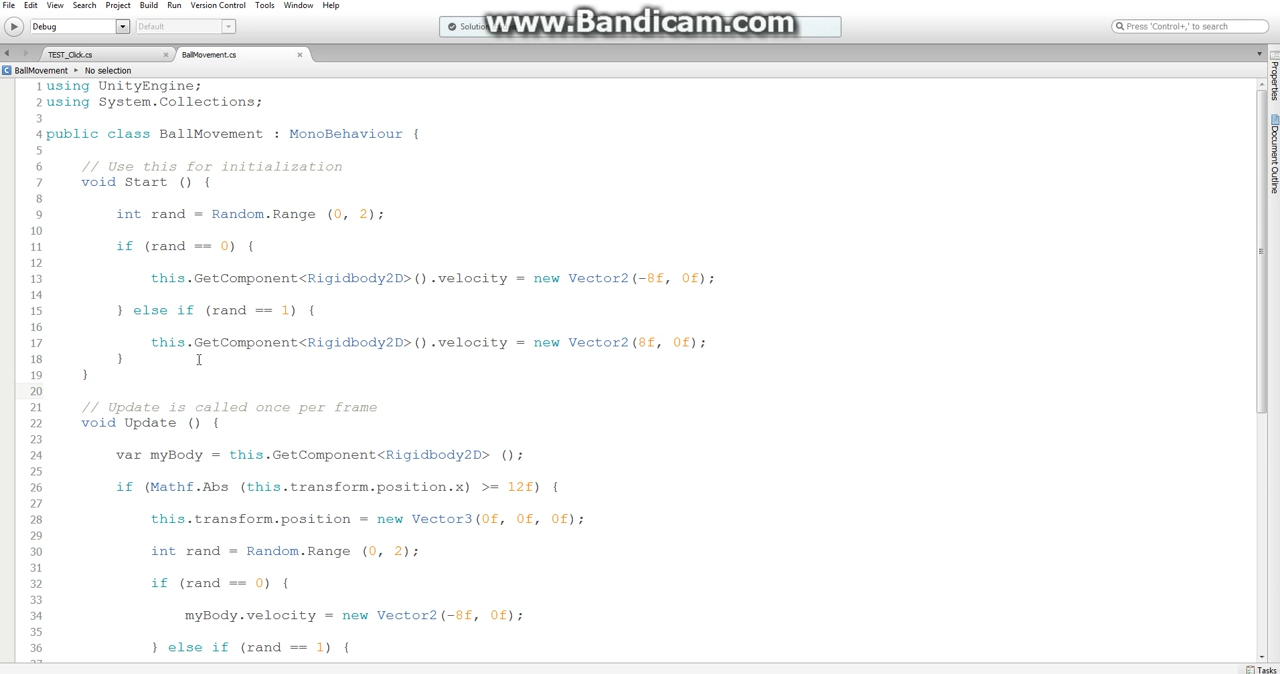 File Edit View Search Project Build Run Version Control Tools Window Help
www.Bandicam.com
Debug Default Solution Press 'Control+,' to search
TEST_Click.cs × BallMovement.cs ×
BallMovement ▸ No selection
1 using UnityEngine;
2 using System.Collections;
3
4 public class BallMovement : MonoBehaviour {
5
6 // Use this for initialization
7 void Start () {
8
9 int rand = Random.Range (0, 2);
10
11 if (rand == 0) {
12
13 this.GetComponent<Rigidbody2D>().velocity = new Vector2(-8f, 0f);
14
15 } else if (rand == 1) {
16
17 this.GetComponent<Rigidbody2D>().velocity = new Vector2(8f, 0f);
18 }
19 }
20
21 // Update is called once per frame
22 void Update () {
23
24 var myBody = this.GetComponent<Rigidbody2D> ();
25
26 if (Mathf.Abs (this.transform.position.x) >= 12f) {
27
28 this.transform.position = new Vector3(0f, 0f, 0f);
29
30 int rand = Random.Range (0, 2);
31
32 if (rand == 0) {
33
34 myBody.velocity = new Vector2(-8f, 0f);
35
36 } else if (rand == 1) {
Properties
Document Outline
Tasks